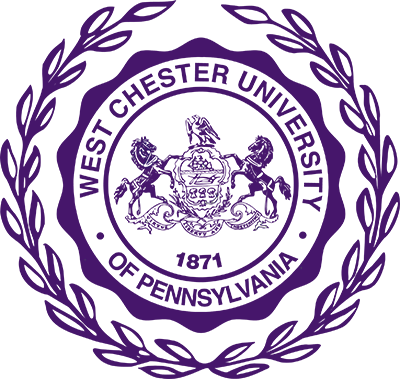 WEST CHESTER UNIVERSITY
1871
OF PENNSYLVANIA